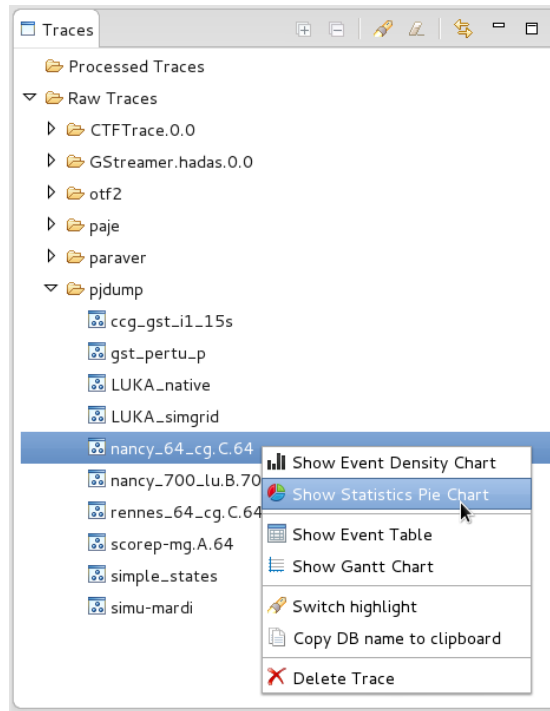 Traces
Processed Traces
Raw Traces
CTFTrace.0.0
GStreamer.hadas.0.0
otf2
paje
paraver
pjdump
ccg_gst_i1_15s
gst_pertu_p
LUKA_native
LUKA_simgrid
nancy_64_cg.C.64
nancy_700_lu.B.70
rennes_64_cg.C.64
scorep-mg.A.64
simple_states
simu-mardi
Show Event Density Chart
Show Statistics Pie Chart
Show Event Table
Show Gantt Chart
Switch highlight
Copy DB name to clipboard
Delete Trace